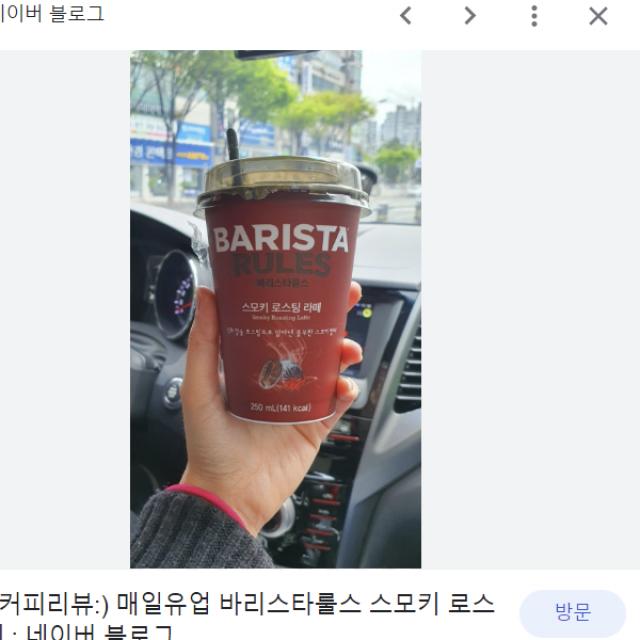 네이버 블로그
BARISTA
RULES
바리스타룰스
스모키 로스팅 라떼
Smoky Roasting Latte
250 mL(141 kcal)
커피리뷰:) 매일유업 바리스타룰스 스모키 로스
: 네이버 블로그
방문